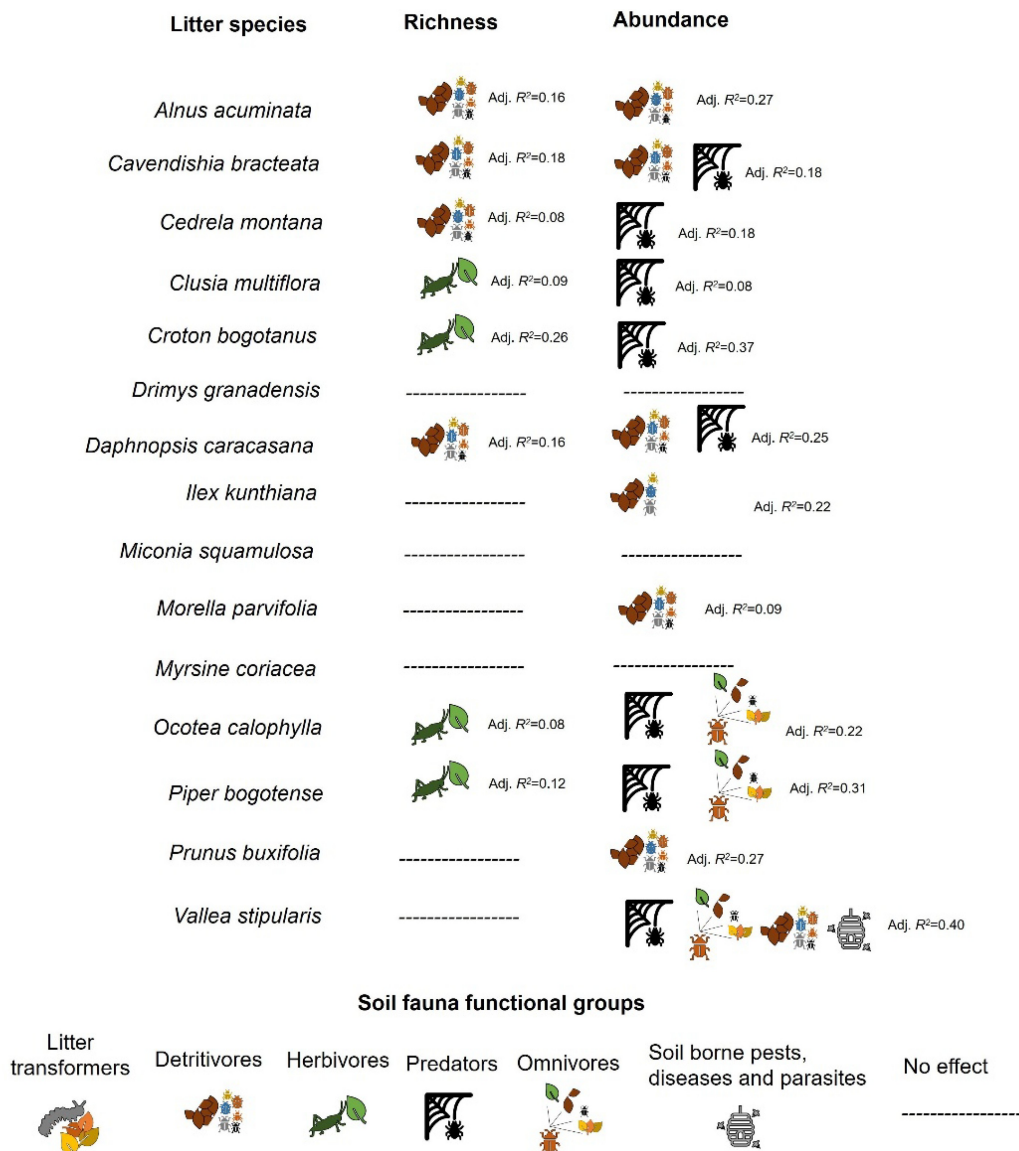 Litter species Richness Abundance
Alnus acuminata Adj. R²=0.16 Adj. R²=0.27
Cavendishia bracteata Adj. R²=0.18 Adj. R²=0.18
Cedrela montana Adj. R²=0.08 Adj. R²=0.18
Clusia multiflora Adj. R²=0.09 Adj. R²=0.08
Croton bogotanus Adj. R²=0.26 Adj. R²=0.37
Drimys granadensis
Daphnopsis caracasana Adj. R²=0.16 Adj. R²=0.25
Ilex kunthiana Adj. R²=0.22
Miconia squamulosa
Morella parvifolia Adj. R²=0.09
Myrsine coriacea
Ocotea calophylla Adj. R²=0.08 Adj. R²=0.22
Piper bogotense Adj. R²=0.12 Adj. R²=0.31
Prunus buxifolia Adj. R²=0.27
Vallea stipularis Adj. R²=0.40
Soil fauna functional groups
Litter
transformers
Detritivores
Herbivores
Predators
Omnivores
Soil borne pests,
diseases and parasites
No effect